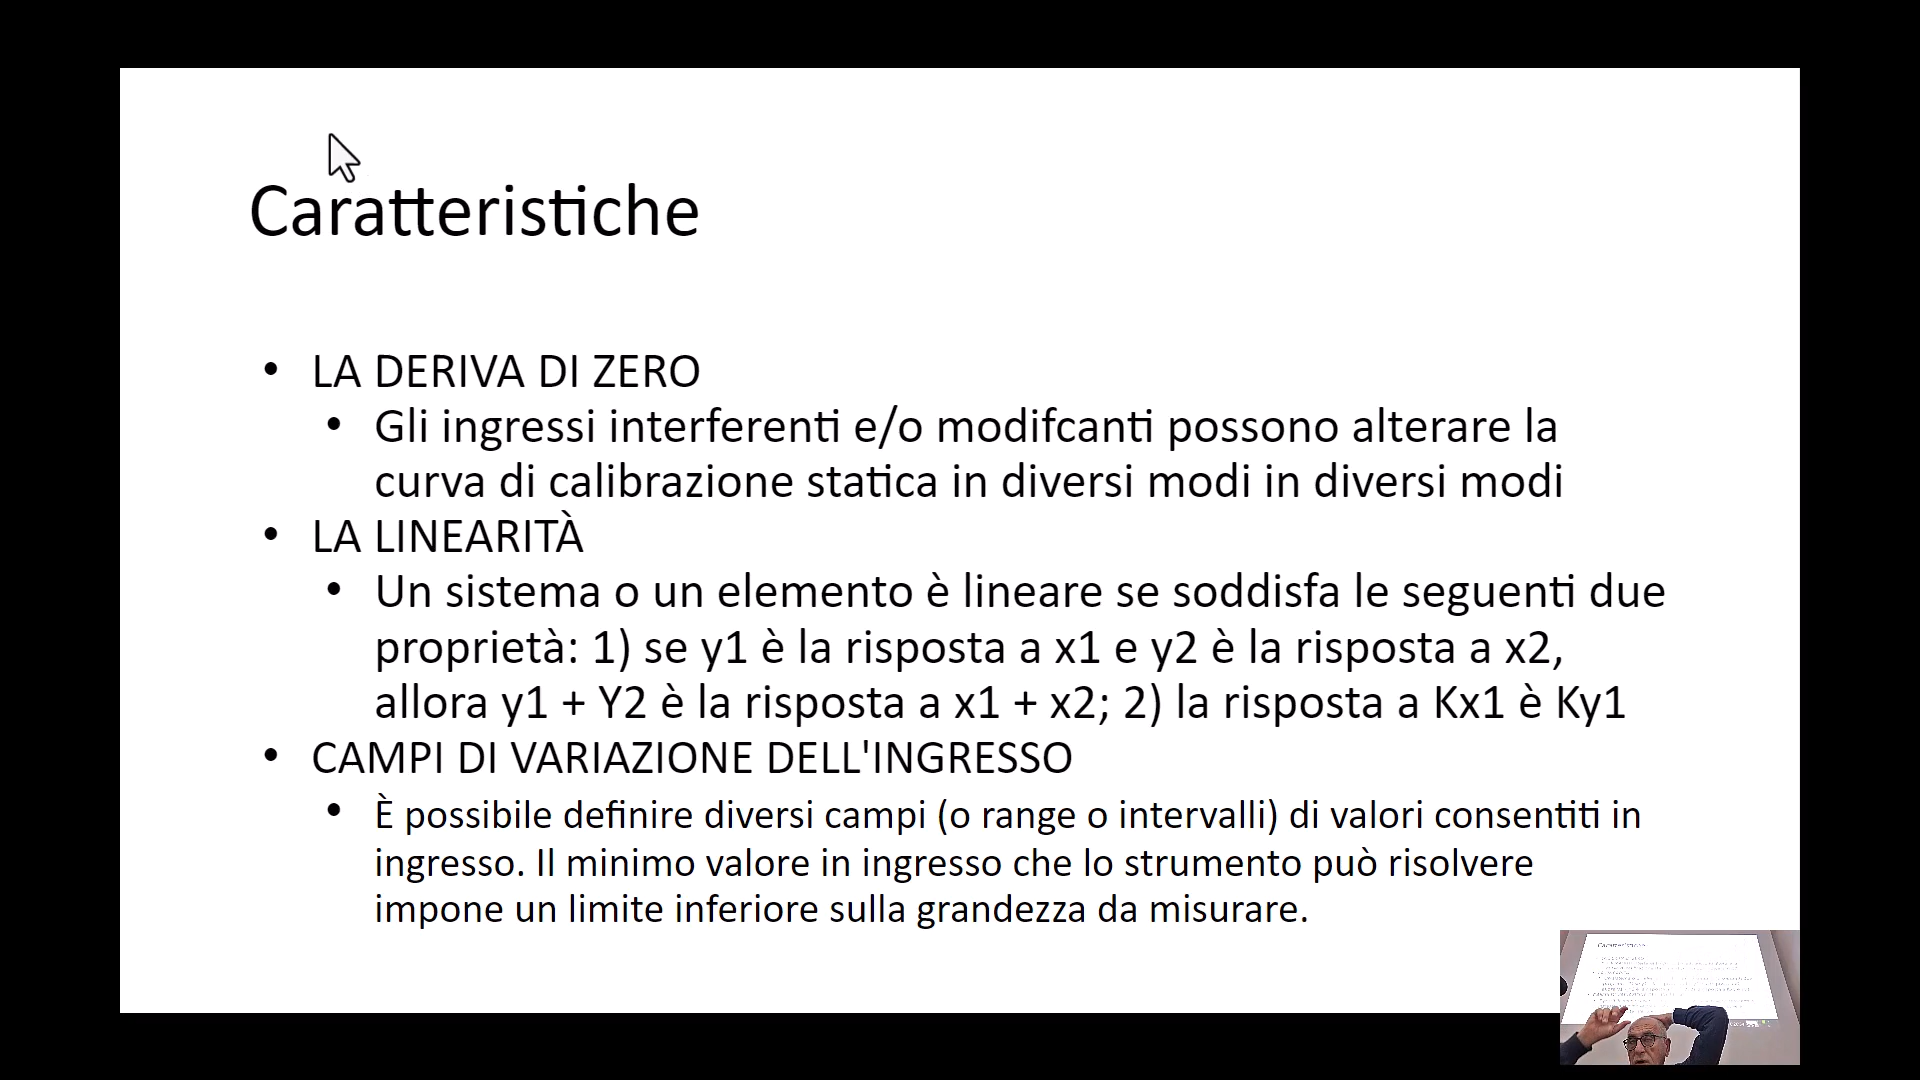 Caratteristiche
• LA DERIVA DI ZERO
• Gli ingressi interferenti e/o modifcanti possono alterare la
curva di calibrazione statica in diversi modi in diversi modi
• LA LINEARITÀ
• Un sistema o un elemento è lineare se soddisfa le seguenti due
proprietà: 1) se y1 è la risposta a x1 e y2 è la risposta a x2,
allora y1 + Y2 è la risposta a x1 + x2; 2) la risposta a Kx1 è Ky1
• CAMPI DI VARIAZIONE DELL'INGRESSO
• È possibile definire diversi campi (o range o intervalli) di valori consentiti in
ingresso. Il minimo valore in ingresso che lo strumento può risolvere
impone un limite inferiore sulla grandezza da misurare.
Caratteristiche